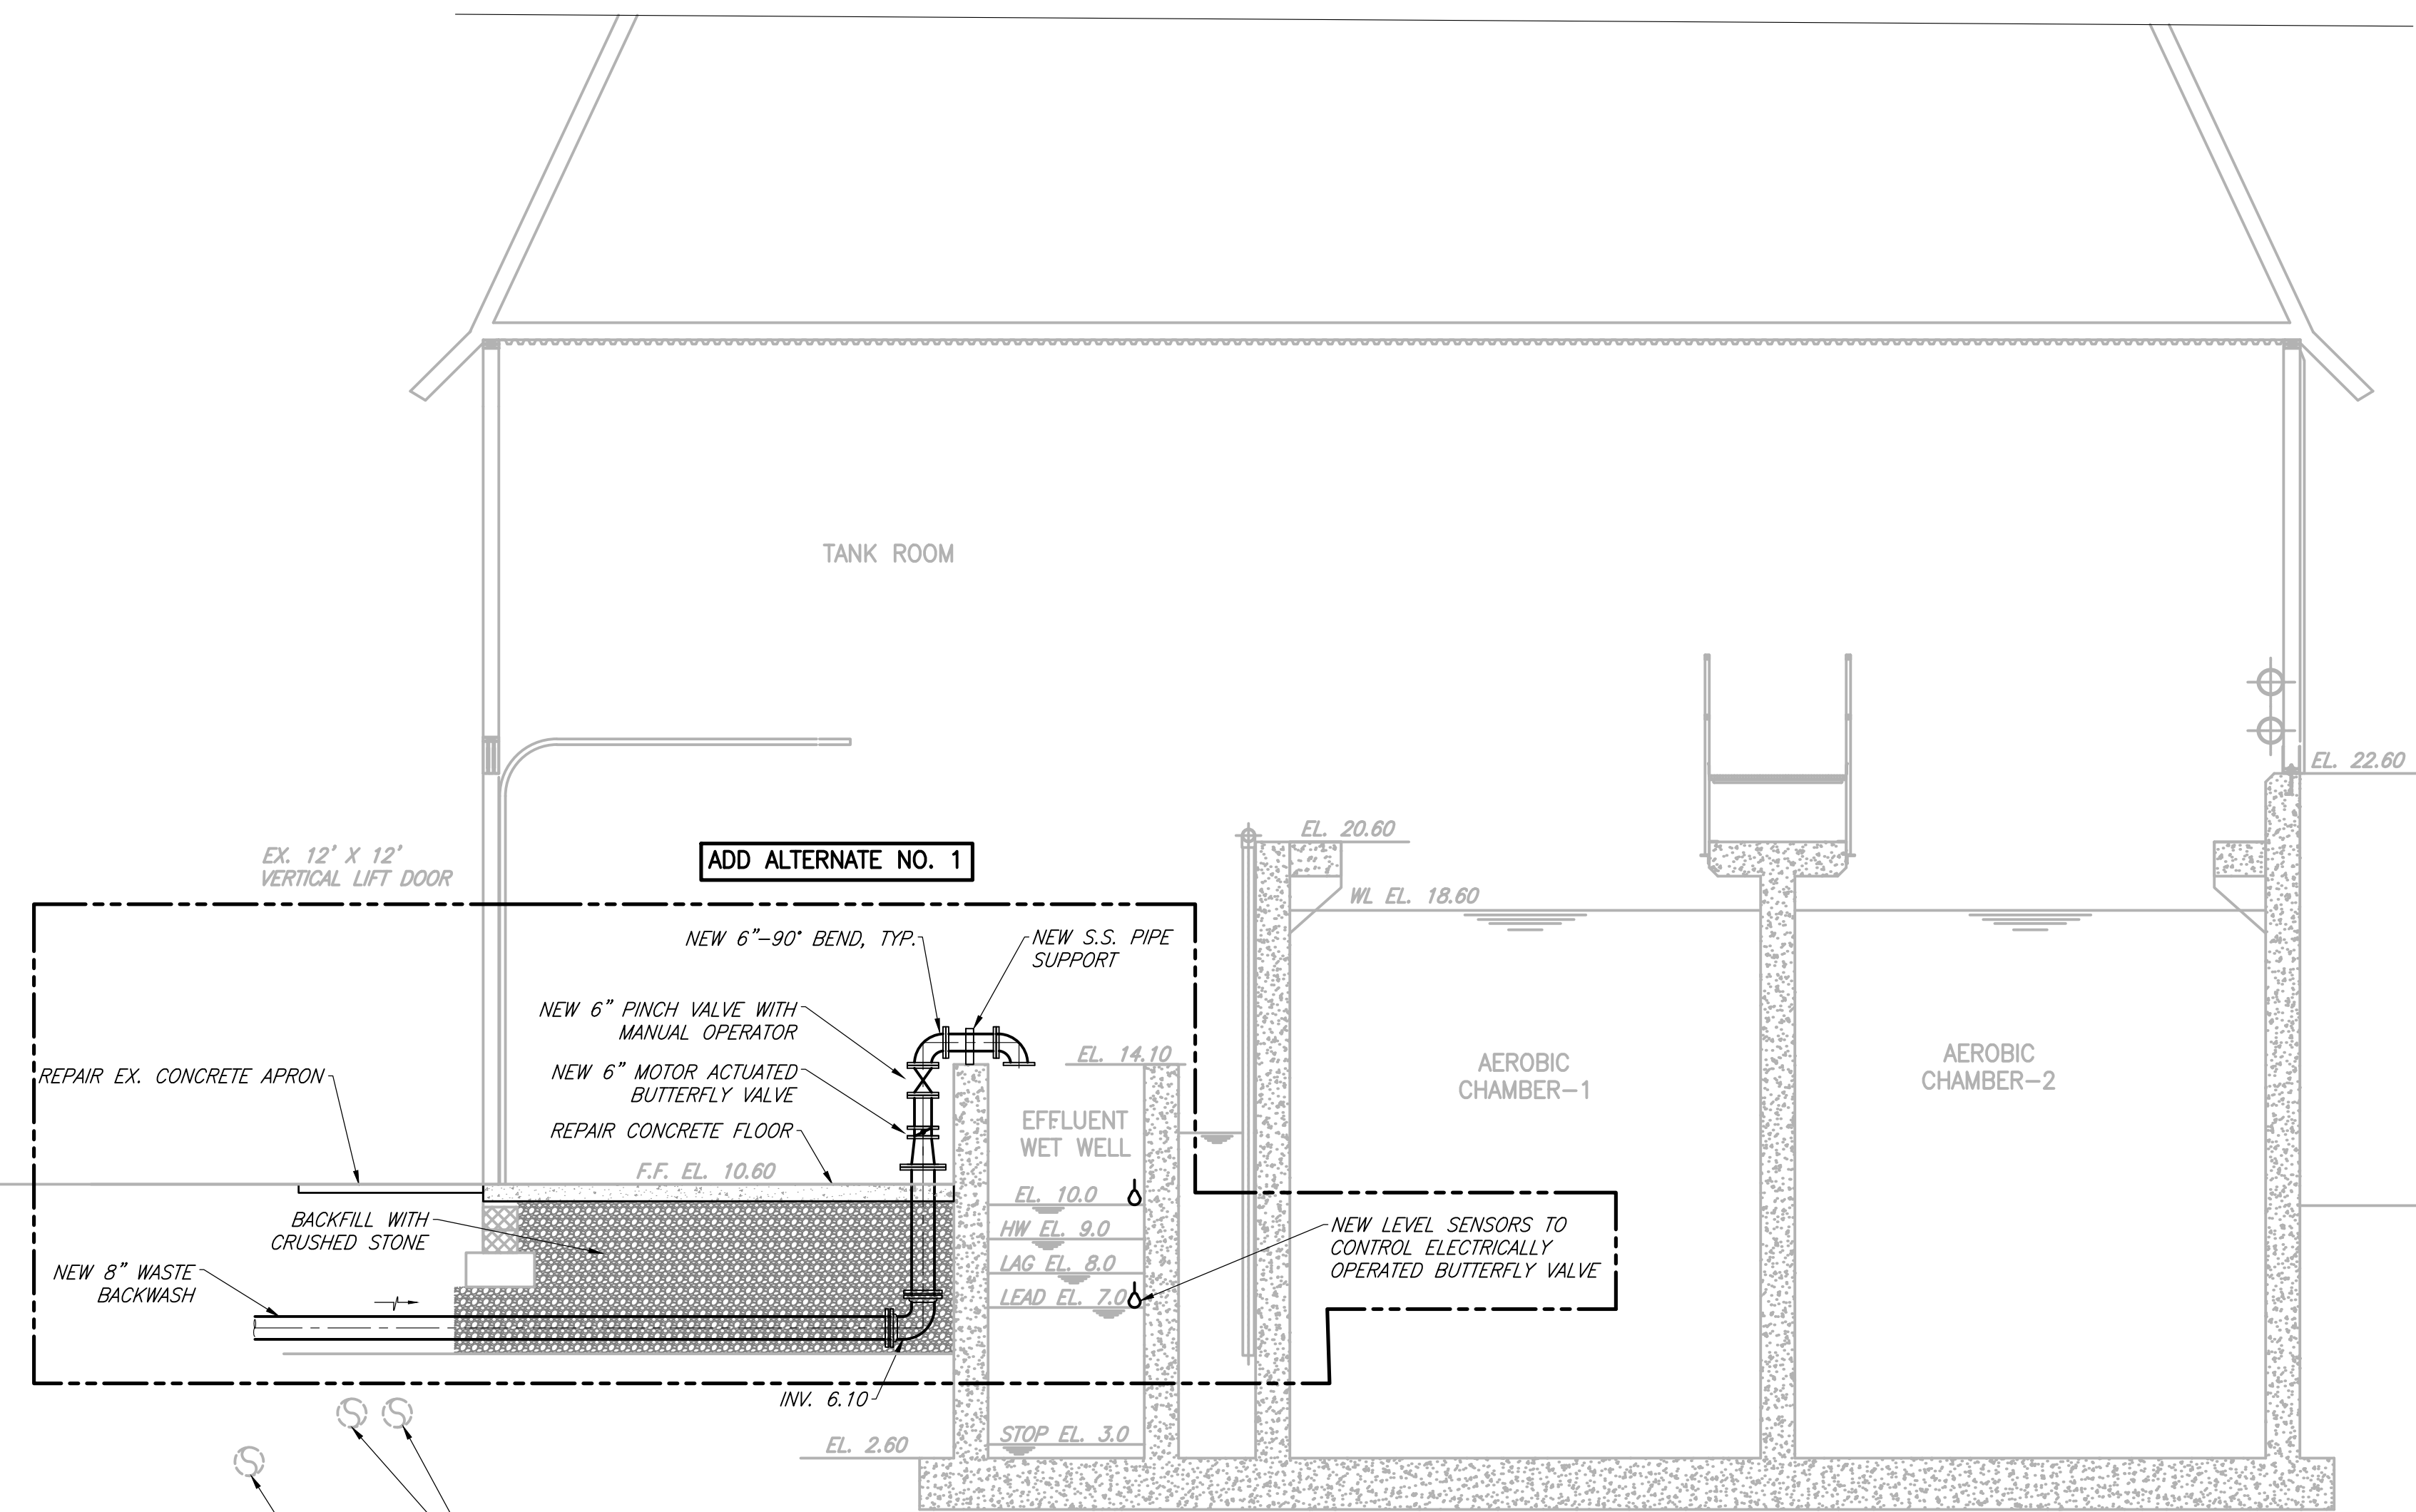 TANK ROOM
EL. 22.60
EX. 12' X 12'
VERTICAL LIFT DOOR
ADD ALTERNATE NO. 1
EL. 20.60
WL EL. 18.60
NEW 6"-90° BEND, TYP.
NEW S.S. PIPE
SUPPORT
NEW 6" PINCH VALVE WITH
MANUAL OPERATOR
EL. 14.10
AEROBIC
CHAMBER-1
AEROBIC
CHAMBER-2
REPAIR EX. CONCRETE APRON
NEW 6" MOTOR ACTUATED
BUTTERFLY VALVE
EFFLUENT
WET WELL
REPAIR CONCRETE FLOOR
F.F. EL. 10.60
EL. 10.0
BACKFILL WITH
CRUSHED STONE
HW EL. 9.0
NEW LEVEL SENSORS TO
CONTROL ELECTRICALLY
OPERATED BUTTERFLY VALVE
LAG EL. 8.0
NEW 8" WASTE
BACKWASH
LEAD EL. 7.0
INV. 6.10
STOP EL. 3.0
EL. 2.60
S
S
S